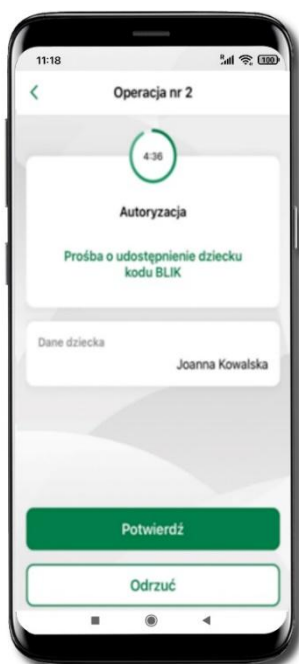 11:18
100
Operacja nr 2
4:36
Autoryzacja
Prośba o udostępnienie dziecku
kodu BLIK
Dane dziecka
Joanna Kowalska
Potwierdź
Odrzuć